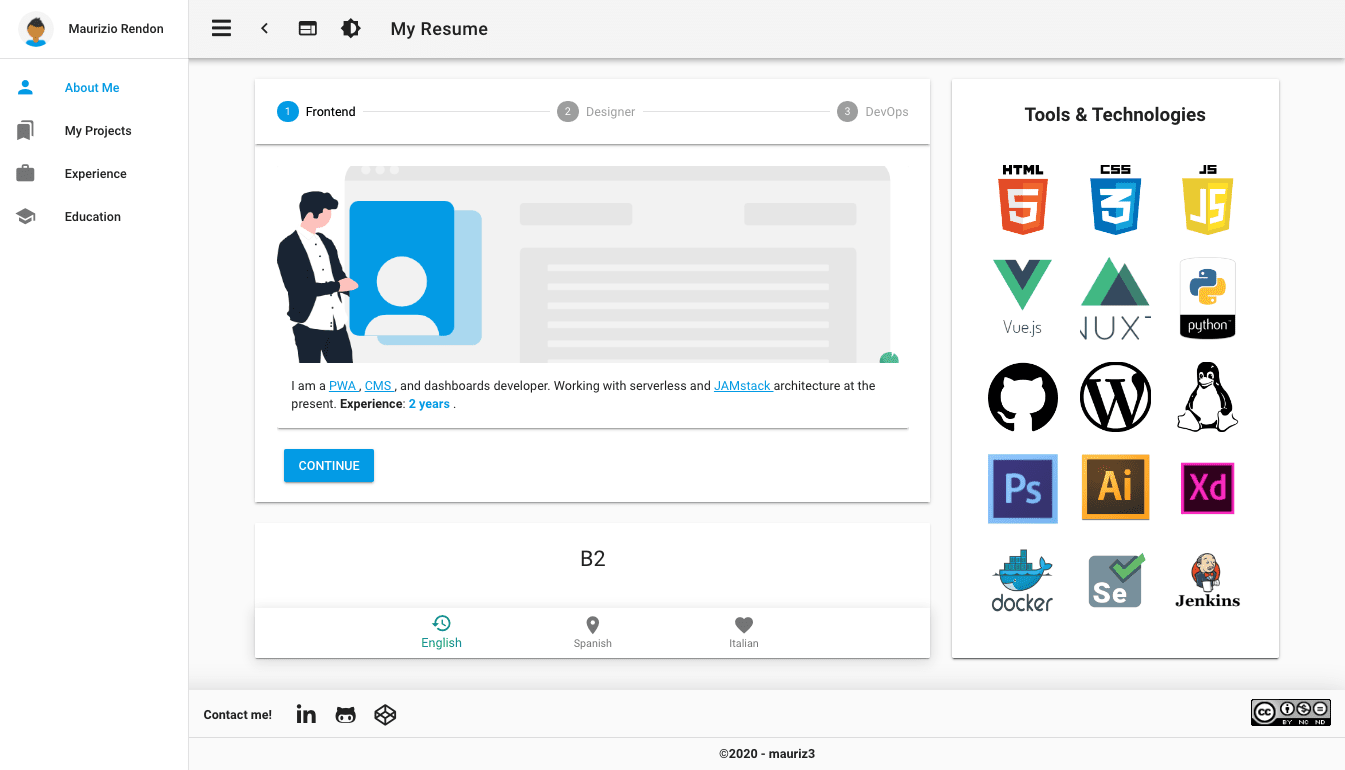 Maurizio Rendon
My Resume
About Me
My Projects
Experience
Education
1 Frontend
2 Designer
3 DevOps
I am a PWA , CMS , and dashboards developer. Working with serverless and JAMstack architecture at the
present. Experience: 2 years .
CONTINUE
B2
English
Spanish
Italian
Tools & Technologies
HTML
5
CSS
3
JS
JS
Vue.js
NUXT
python
W
Ps
Ai
Xd
docker
Se
Jenkins
Contact me!
in
cc
BY NC ND
©2020 - mauriz3